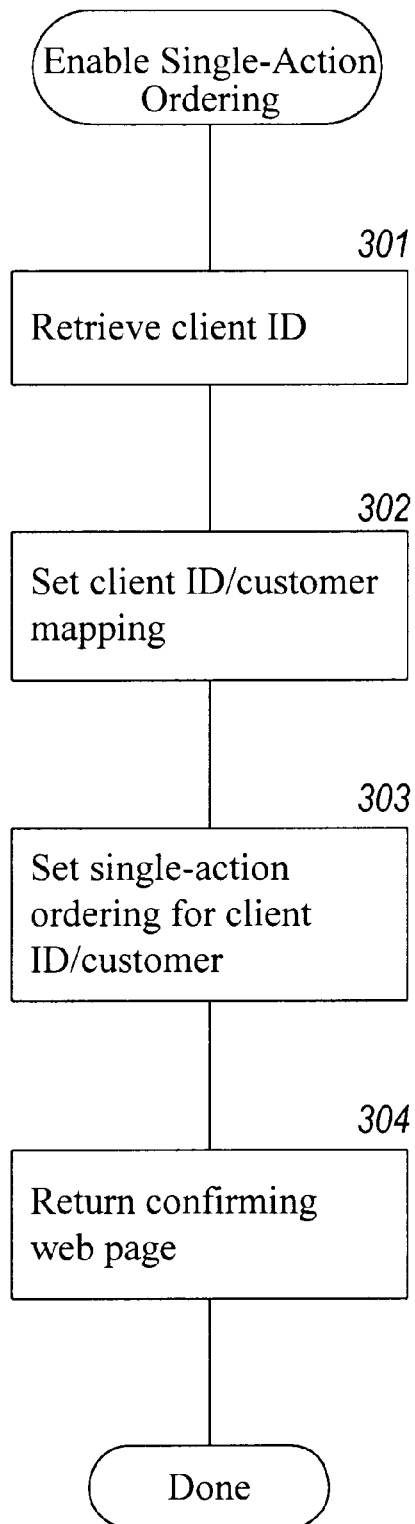 Enable Single-Action
Ordering
301
Retrieve client ID
302
Set client ID/customer
mapping
303
Set single-action
ordering for client
ID/customer
304
Return confirming
web page
Done